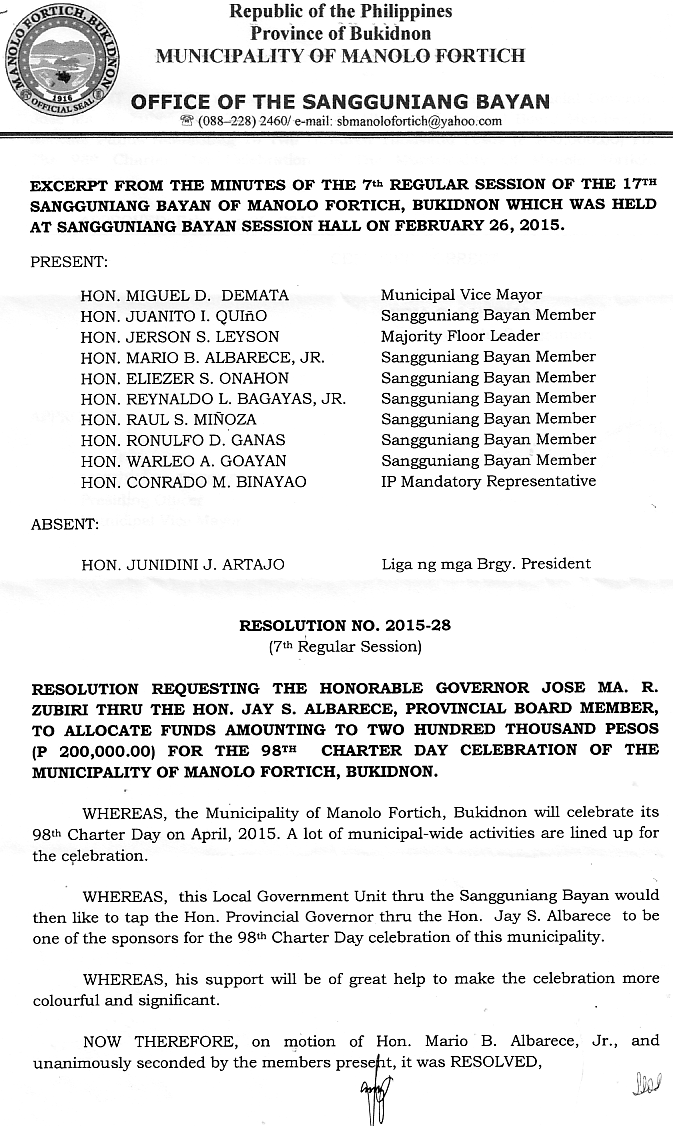 Republic of the Philippines
Province of Bukidnon
MUNICIPALITY OF MANOLO FORTICH
MANOLO FORTICH, BUKIDNON
1916
OFFICIAL SEAL
OFFICE OF THE SANGGUNIANG BAYAN
☏ (088–228) 2460/ e-mail: sbmanolofortich@yahoo.com
EXCERPT FROM THE MINUTES OF THE 7th REGULAR SESSION OF THE 17TH
SANGGUNIANG BAYAN OF MANOLO FORTICH, BUKIDNON WHICH WAS HELD
AT SANGGUNIANG BAYAN SESSION HALL ON FEBRUARY 26, 2015.
PRESENT:
HON. MIGUEL D. DEMATA Municipal Vice Mayor
HON. JUANITO I. QUIñO Sangguniang Bayan Member
HON. JERSON S. LEYSON Majority Floor Leader
HON. MARIO B. ALBARECE, JR. Sangguniang Bayan Member
HON. ELIEZER S. ONAHON Sangguniang Bayan Member
HON. REYNALDO L. BAGAYAS, JR. Sangguniang Bayan Member
HON. RAUL S. MIÑOZA Sangguniang Bayan Member
HON. RONULFO D. GANAS Sangguniang Bayan Member
HON. WARLEO A. GOAYAN Sangguniang Bayan Member
HON. CONRADO M. BINAYAO IP Mandatory Representative
ABSENT:
HON. JUNIDINI J. ARTAJO Liga ng mga Brgy. President
RESOLUTION NO. 2015-28
(7th Regular Session)
RESOLUTION REQUESTING THE HONORABLE GOVERNOR JOSE MA. R.
ZUBIRI THRU THE HON. JAY S. ALBARECE, PROVINCIAL BOARD MEMBER,
TO ALLOCATE FUNDS AMOUNTING TO TWO HUNDRED THOUSAND PESOS
(P 200,000.00) FOR THE 98TH CHARTER DAY CELEBRATION OF THE
MUNICIPALITY OF MANOLO FORTICH, BUKIDNON.
WHEREAS, the Municipality of Manolo Fortich, Bukidnon will celebrate its
98th Charter Day on April, 2015. A lot of municipal-wide activities are lined up for
the celebration.
WHEREAS, this Local Government Unit thru the Sangguniang Bayan would
then like to tap the Hon. Provincial Governor thru the Hon. Jay S. Albarece to be
one of the sponsors for the 98th Charter Day celebration of this municipality.
WHEREAS, his support will be of great help to make the celebration more
colourful and significant.
NOW THEREFORE, on motion of Hon. Mario B. Albarece, Jr., and
unanimously seconded by the members present, it was RESOLVED,